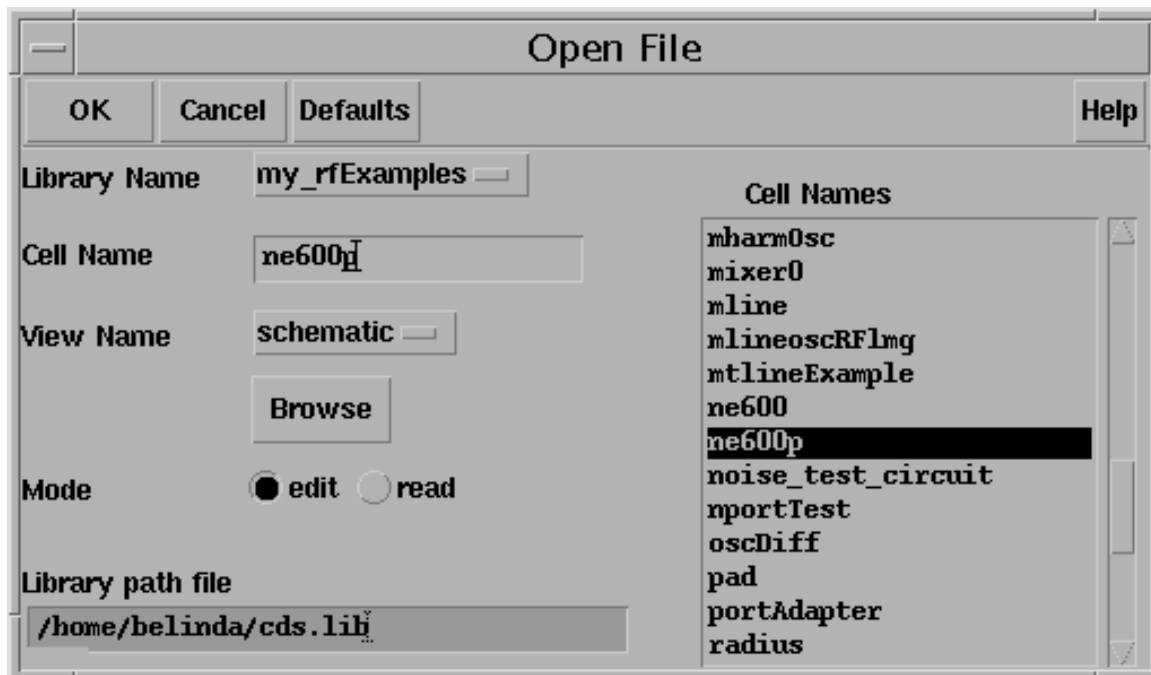 Open File
OK Cancel Defaults Help
Library Name my_rfExamples
Cell Name ne600p
View Name schematic
Browse
Mode edit read
Library path file
/home/belinda/cds.lib
Cell Names
mharmOsc
mixer0
mline
mlineoscRFlmg
mtlineExample
ne600
ne600p
noise_test_circuit
nportTest
oscDiff
pad
portAdapter
radius